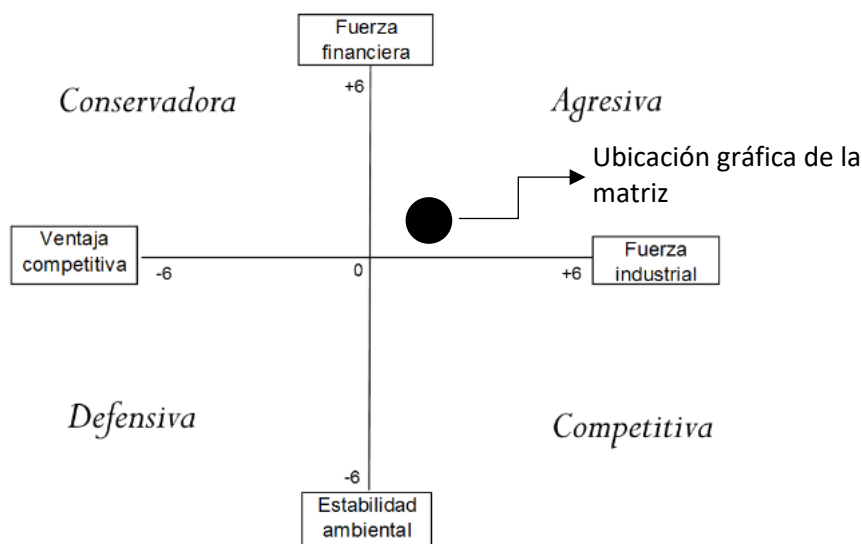 Fuerza
financiera
+6
Conservadora
Agresiva
Ubicación gráfica de la
matriz
Ventaja
competitiva
-6
0
+6
Fuerza
industrial
Defensiva
Competitiva
-6
Estabilidad
ambiental